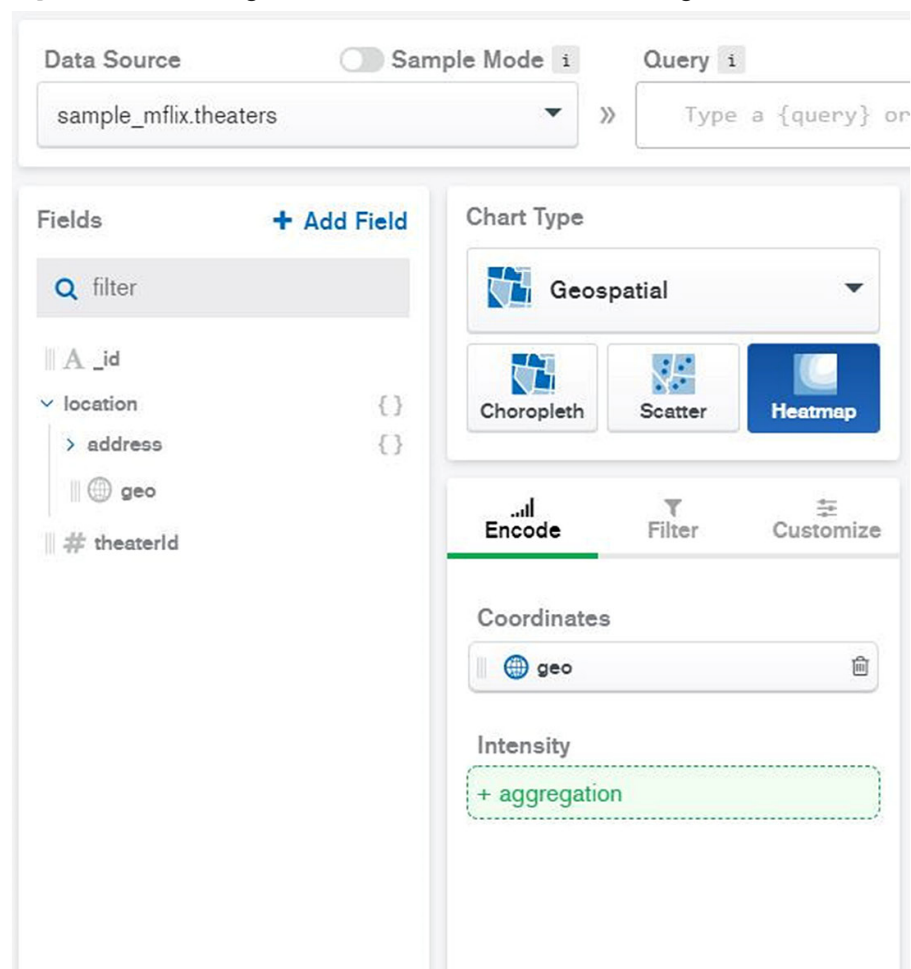 Data Source
Sample Mode i
Query i
sample_mflix.theaters
»
Type a {query} or
Fields
+ Add Field
filter
A _id
location {}
address {}
geo
# theaterId
Chart Type
Geospatial
Choropleth
Scatter
Heatmap
Encode
Filter
Customize
Coordinates
geo
Intensity
+ aggregation